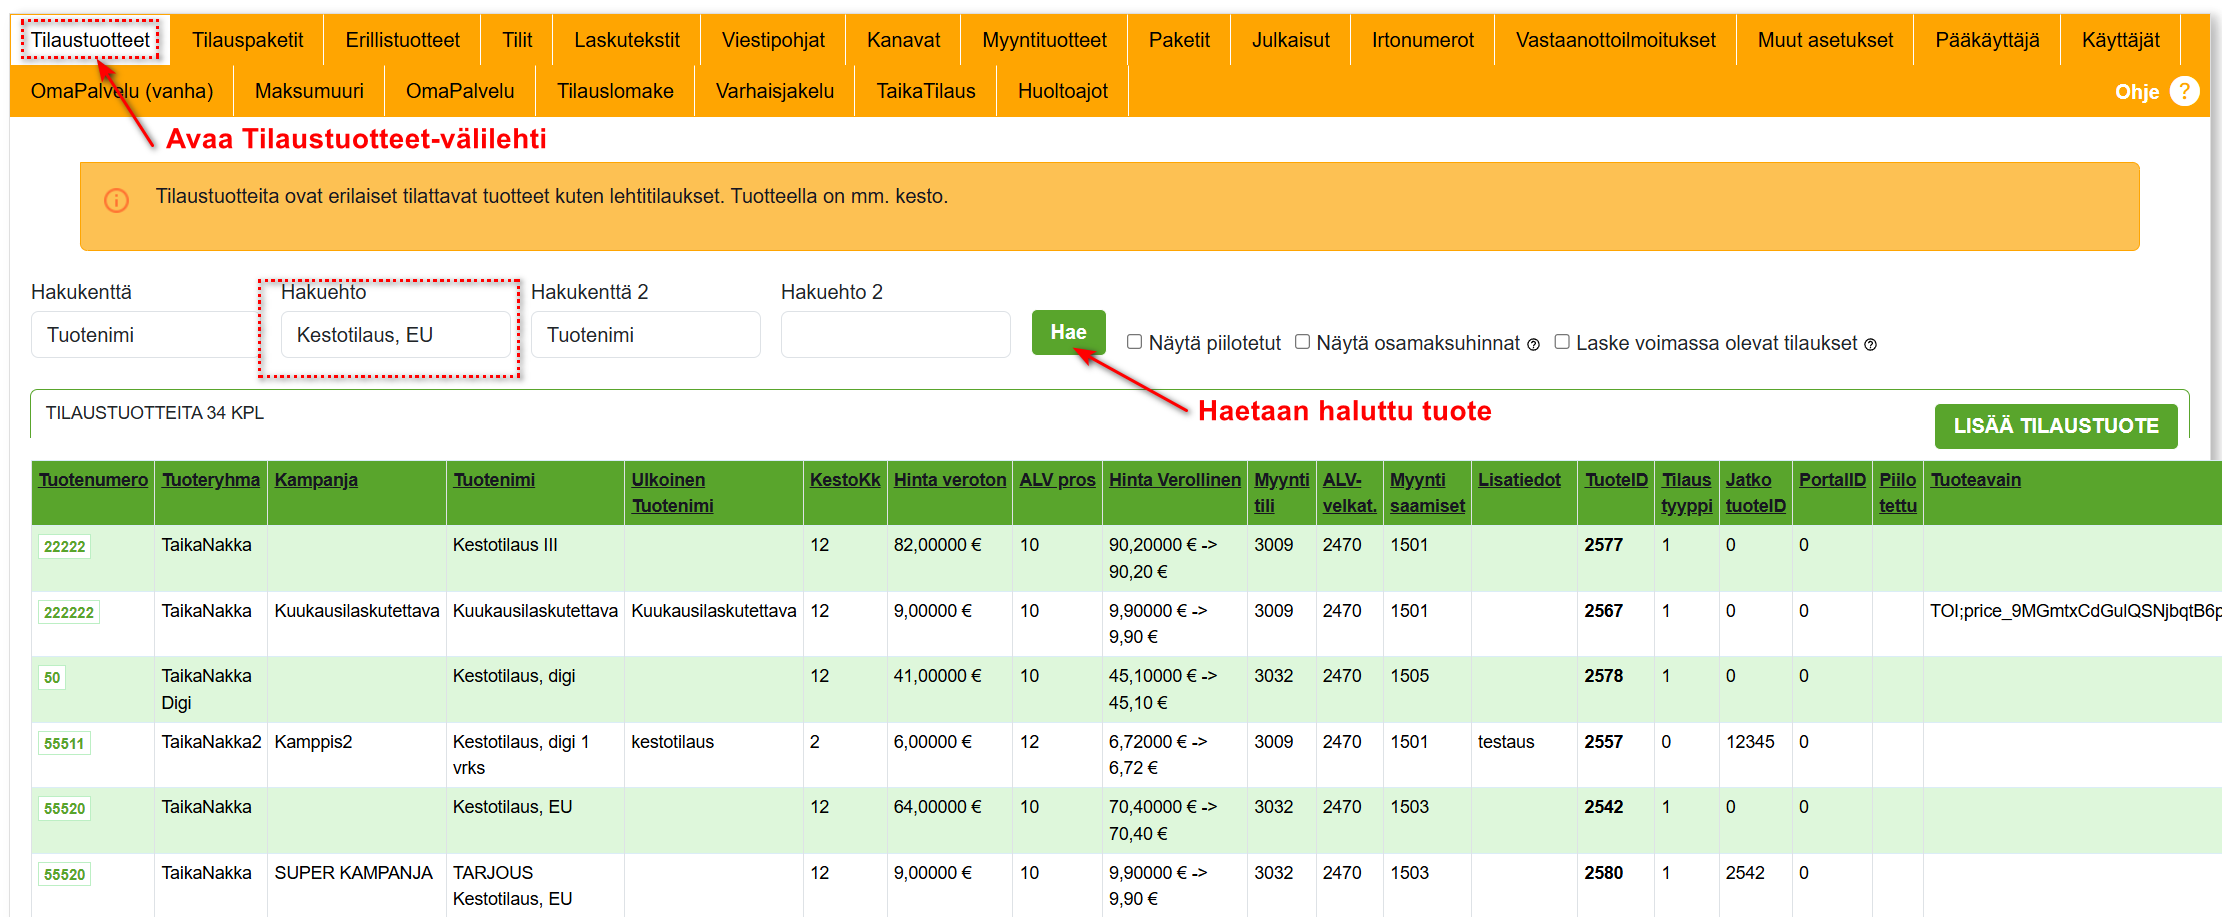 Tilaustuotteet Tilauspaketit Erillistuotteet Tilit Laskutekstit Viestipohjat Kanavat Myyntituotteet Paketit Julkaisut Irtonumerot Vastaanottoilmoitukset Muut asetukset Pääkäyttäjä Käyttäjät
OmaPalvelu (vanha) Maksumuuri OmaPalvelu Tilauslomake Varhaisjakelu TaikaTilaus Huoltoajot Ohje ?
Avaa Tilaustuotteet-välilehti
Tilaustuotteita ovat erilaiset tilattavat tuotteet kuten lehtitilaukset. Tuotteella on mm. kesto.
Hakukenttä Hakuehto Hakukenttä 2 Hakuehto 2
Tuotenimi Kestotilaus, EU Tuotenimi Hae Näytä piilotetut Näytä osamaksuhinnat ? Laske voimassa olevat tilaukset ?
Haetaan haluttu tuote
TILAUSTUOTTEITA 34 KPL
LISÄÄ TILAUSTUOTE
Tuotenumero Tuoteryhma Kampanja Tuotenimi Ulkoinen KestoKk Hinta veroton ALV pros Hinta Verollinen Myynti ALV- Myynti Lisatiedot TuoteID Tilaus Jatko PortalID Piilo Tuoteavain
Tuotenimi tili velkat. saamiset tyyppi tuoteID tettu
22222 TaikaNakka Kestotilaus III 12 82,00000 € 10 90,20000 € -> 3009 2470 1501 2577 1 0 0
90,20 €
222222 TaikaNakka Kuukausilaskutettava Kuukausilaskutettava Kuukausilaskutettava 12 9,00000 € 10 9,90000 € -> 3009 2470 1501 2567 1 0 0 TOI;price_9MGmtxCdGulQSNjbqtB6p
9,90 €
50 TaikaNakka Kestotilaus, digi 12 41,00000 € 10 45,10000 € -> 3032 2470 1505 2578 1 0 0
Digi 45,10 €
55511 TaikaNakka2 Kamppis2 Kestotilaus, digi 1 kestotilaus 2 6,00000 € 12 6,72000 € -> 3009 2470 1501 testaus 2557 0 12345 0
vrks 6,72 €
55520 TaikaNakka Kestotilaus, EU 12 64,00000 € 10 70,40000 € -> 3032 2470 1503 2542 1 0 0
70,40 €
55520 TaikaNakka SUPER KAMPANJA TARJOUS 12 9,00000 € 10 9,90000 € -> 3032 2470 1503 2580 1 2542 0
Kestotilaus, EU 9,90 €